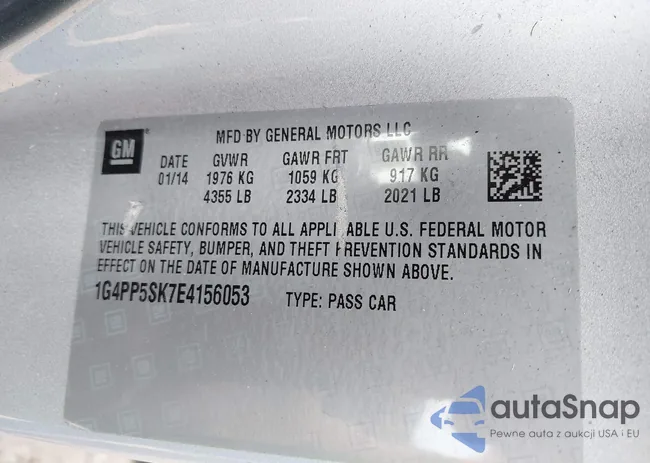 GM
MFD BY GENERAL MOTORS LLC
DATE GVWR GAWR FRT GAWR RR
01/14 1976 KG 1059 KG 917 KG
4355 LB 2334 LB 2021 LB
THIS VEHICLE CONFORMS TO ALL APPLICABLE U.S. FEDERAL MOTOR
VEHICLE SAFETY, BUMPER, AND THEFT PREVENTION STANDARDS IN
EFFECT ON THE DATE OF MANUFACTURE SHOWN ABOVE.
1G4PP5SK7E4156053 TYPE: PASS CAR
autaSnap
Pewne auta z aukcji USA i EU